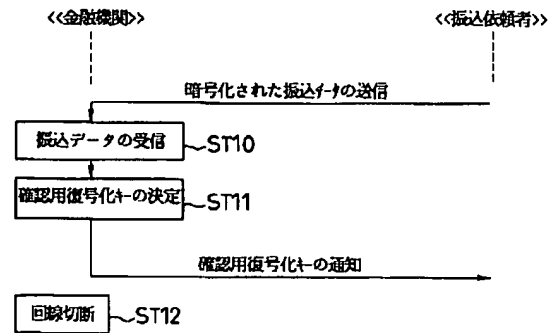 <<金融機関>>
<<振込依頼者>>
暗号化された振込データの送信
振込データの受信
ST10
確認用復号化キーの決定
ST11
確認用復号化キーの通知
回線切断
ST12